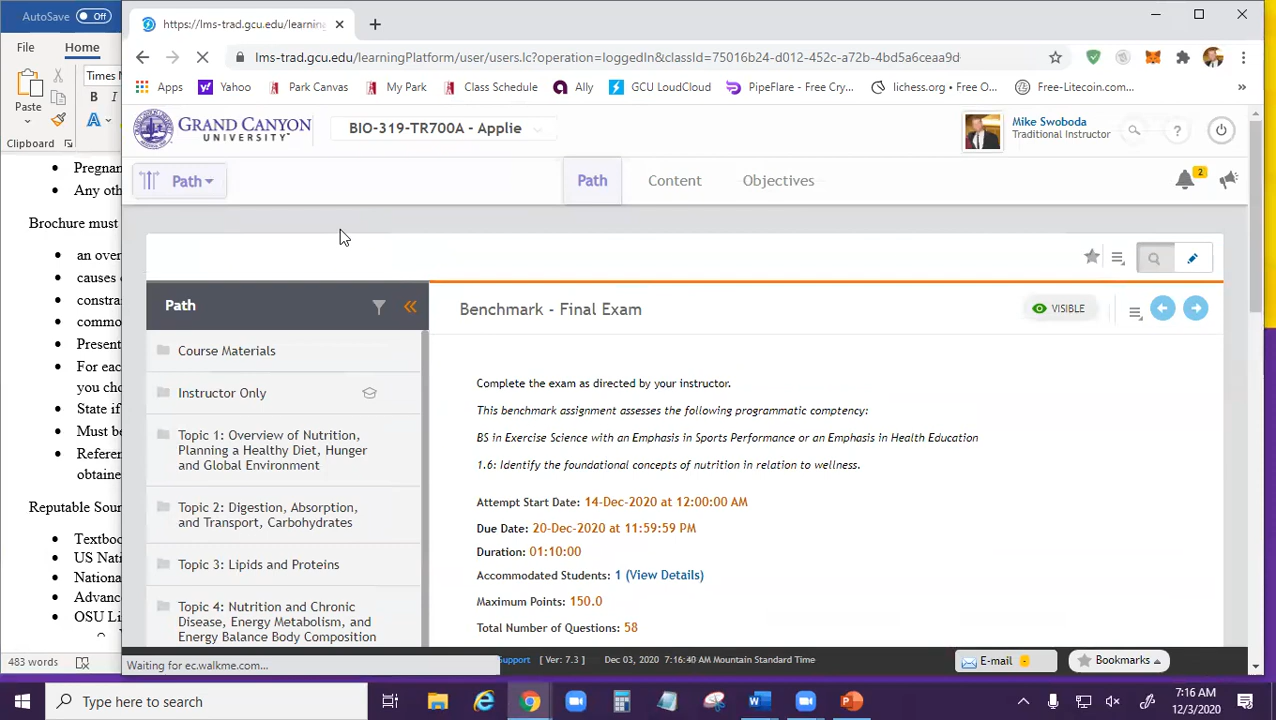 AutoSave Off
https://lms-trad.gcu.edu/learning
File Home
lms-trad.gcu.edu/learningPlatform/user/users.lc?operation=loggedIn&classId=75016b24-d012-452c-a72b-4bd5a6ceaa9d
Times
Paste
B
Clipboard
Apps Yahoo Park Canvas My Park Class Schedule Ally GCU LoudCloud PipeFlare - Free Cry... lichess.org • Free O... Free-Litecoin.com... »
GRAND CANYON
UNIVERSITY
BIO-319-TR700A - Applie
Mike Swoboda
Traditional Instructor
?
Pregnan
Any oth
Path
Path Content Objectives
2
Brochure must
an over
causes
constra
commo
Present
For eac
you cho
State if
Must be
Referen
obtaine
Reputable Sour
Textboo
US Nati
Nationa
Advanc
OSU Li
Path
Course Materials
Instructor Only
Topic 1: Overview of Nutrition,
Planning a Healthy Diet, Hunger
and Global Environment
Topic 2: Digestion, Absorption,
and Transport, Carbohydrates
Topic 3: Lipids and Proteins
Topic 4: Nutrition and Chronic
Disease, Energy Metabolism, and
Energy Balance Body Composition
Benchmark - Final Exam
VISIBLE
Complete the exam as directed by your instructor.
This benchmark assignment assesses the following programmatic comptency:
BS in Exercise Science with an Emphasis in Sports Performance or an Emphasis in Health Education
1.6: Identify the foundational concepts of nutrition in relation to wellness.
Attempt Start Date: 14-Dec-2020 at 12:00:00 AM
Due Date: 20-Dec-2020 at 11:59:59 PM
Duration: 01:10:00
Accommodated Students: 1 (View Details)
Maximum Points: 150.0
Total Number of Questions: 58
483 words
Waiting for ec.walkme.com...
Support [ Ver: 7.3 ] Dec 03, 2020 7:16:40 AM Mountain Standard Time
E-mail
Bookmarks
Type here to search
7:16 AM
12/3/2020